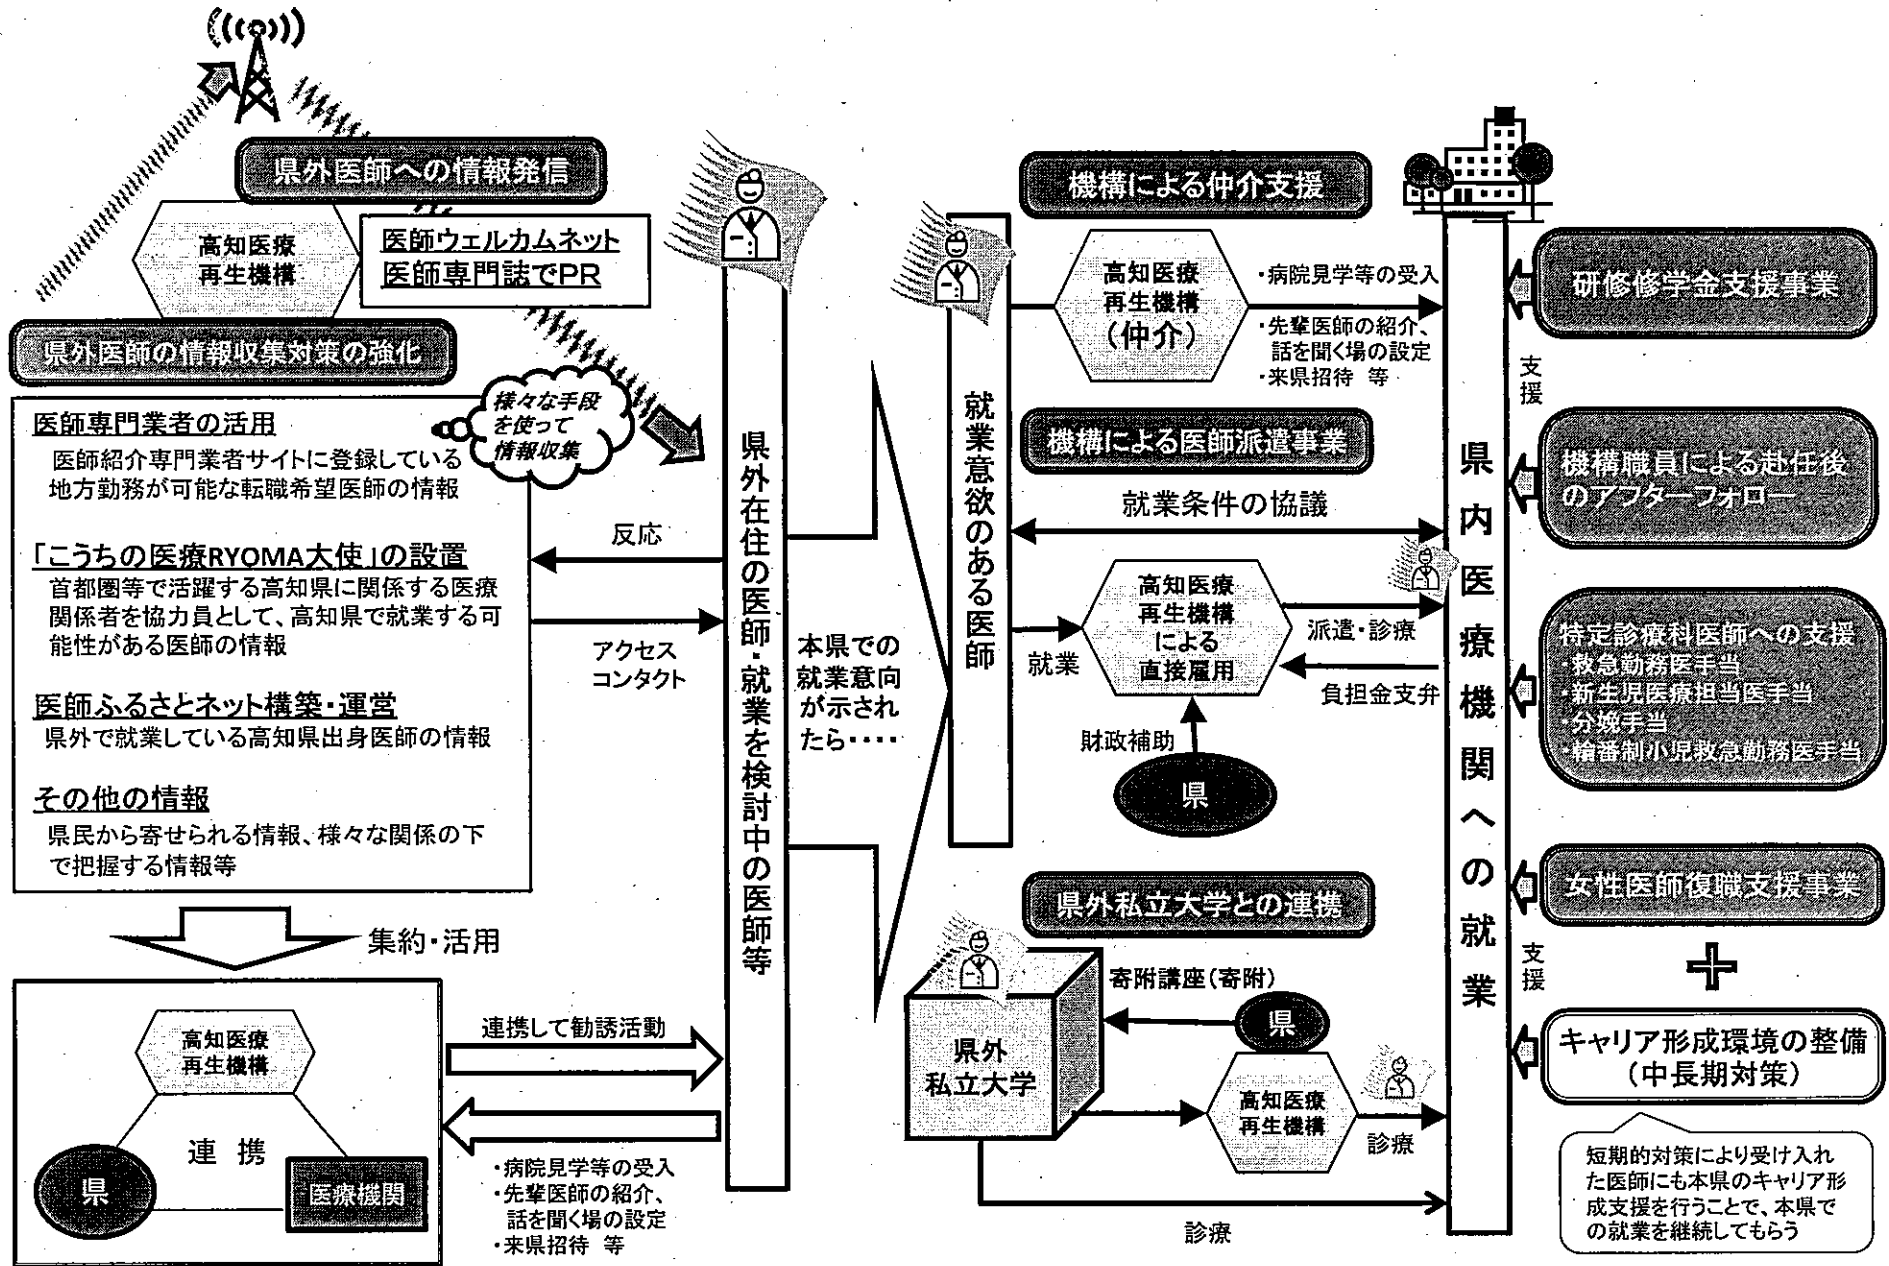 県外医師への情報発信
高知医療
再生機構
医師ウェルカムネット
医師専門誌でPR
県外医師の情報収集対策の強化
様々な手段
を使って
情報収集
医師専門業者の活用
医師紹介専門業者サイトに登録している
地方勤務が可能な転職希望医師の情報
「こうちの医療RYOMA大使」の設置
首都圏等で活躍する高知県に関係する医療
関係者を協力員として、高知県で就業する可
能性がある医師の情報
医師ふるさとネット構築・運営
県外で就業している高知県出身医師の情報
その他の情報
県民から寄せられる情報、様々な関係の下
で把握する情報等
集約・活用
高知医療
再生機構
連 携
県
医療機関
反応
アクセス
コンタクト
連携して勧誘活動
・病院見学等の受入
・先輩医師の紹介、
話を聞く場の設定
・来県招待 等
県外在住の医師・就業を検討中の医師等
本県での
就業意向
が示され
たら・・・・
就業意欲のある医師
機構による仲介支援
高知医療
再生機構
(仲介)
・病院見学等の受入
・先輩医師の紹介、
話を聞く場の設定
・来県招待 等
機構による医師派遣事業
就業条件の協議
高知医療
再生機構
による
直接雇用
就業
派遣・診療
負担金支弁
財政補助
県
県外私立大学との連携
寄附講座(寄附)
県
県外
私立大学
高知医療
再生機構
診療
診療
県内医療機関への就業
研修修学金支援事業
支援
機構職員による赴任後
のアフターフォロー
特定診療科医師への支援
・救急勤務医手当
・新生児医療担当医手当
・分娩手当
・輪番制小児救急勤務医手当
女性医師復職支援事業
支援
＋
キャリア形成環境の整備
(中長期対策)
短期的対策により受け入れ
た医師にも本県のキャリア形
成支援を行うことで、本県で
の就業を継続してもらう